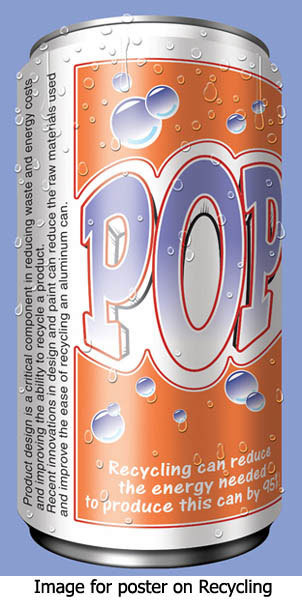 Product design is a critical component in reducing waste and energy costs
and improving the ability to recycle a product.
Recent innovations in design and paint can reduce the raw materials used
and improve the ease of recycling an aluminum can.
POP
Recycling can reduce
the energy needed
to produce this can by 95
Image for poster on Recycling